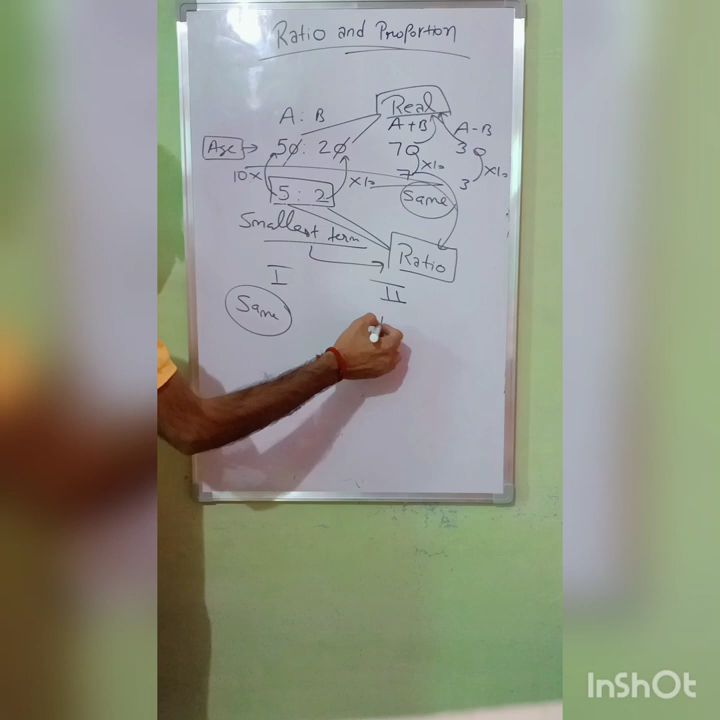 Ratio and Proportion
A : B
Real
A+B
A-B
Age → 50 : 20
70
30
10x
x10
7
x10
x10
5 : 2
3
Same
Smallest term
Ratio
I
II
Same
InShOt